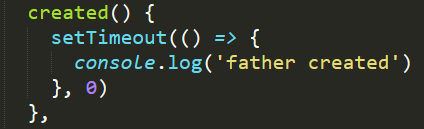 created() {
  setTimeout(() => {
    console.log('father created')
  }, 0)
},